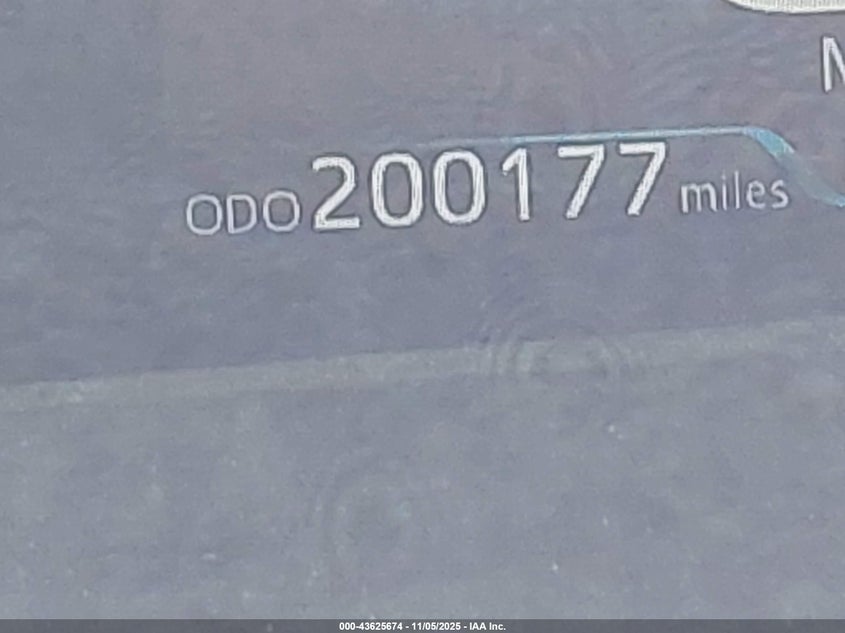 ODO 200177 miles
000-43625674 - 11/05/2025 - IAA Inc.